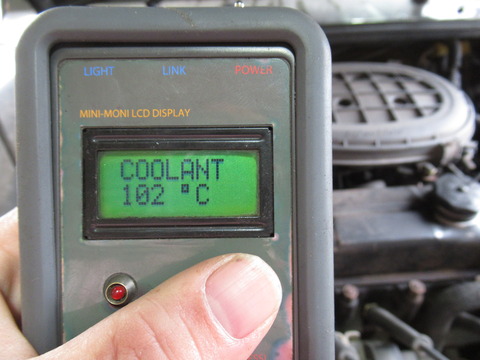 LIGHT LINK POWER
MINI-MONI LCD DISPLAY
COOLANT
102 °C